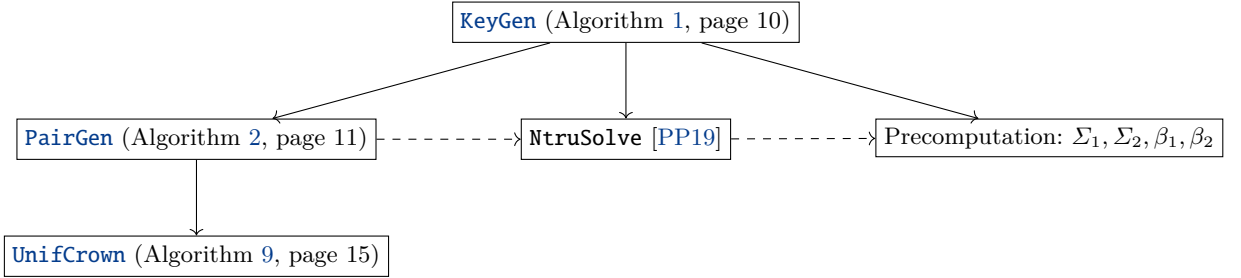 KeyGen (Algorithm 1, page 10)
PairGen (Algorithm 2, page 11)
NtruSolve [PP19]
Precomputation: Σ₁, Σ₂, β₁, β₂
UnifCrown (Algorithm 9, page 15)